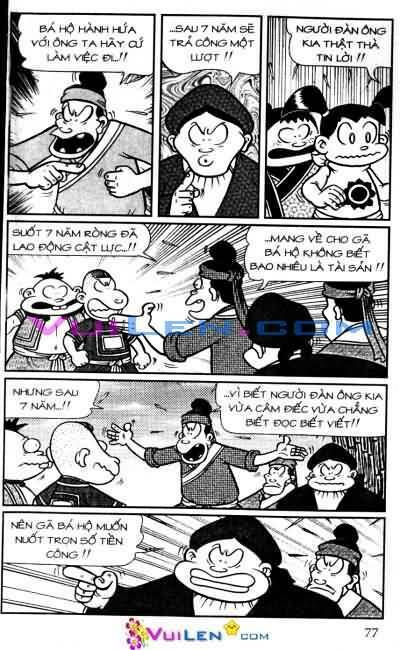 BÁ HỘ HÀNH HỨA
VỚI ÔNG TA HÃY CỨ
LÀM VIỆC ĐI...!!
...SAU 7 NĂM SẼ
TRẢ CÔNG MỘT
LƯỢT !!
NGƯỜI ĐÀN ÔNG
KIA THẬT THÀ
TIN LỜI !!
SUỐT 7 NĂM RÒNG ĐÃ
LAO ĐỘNG CẬT LỰC...!!
...MANG VỀ CHO GÃ
BÁ HỘ KHÔNG BIẾT
BAO NHIÊU LÀ TÀI SẢN !!
VUILEN.COM
NHƯNG SAU
7 NĂM...!!
...VÌ BIẾT NGƯỜI ĐÀN ÔNG KIA
VỪA CÂM ĐIẾC VỪA CHẲNG
BIẾT ĐỌC BIẾT VIẾT!!
NÊN GÃ BÁ HỘ MUỐN
NUỐT TRỌN SỐ TIỀN
CÔNG !!
77
VUILEN.COM